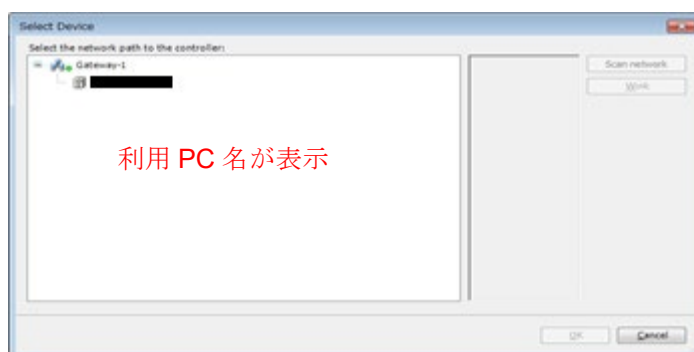 Select Device
Select the network path to the controller:
Gateway-1
Scan network
Wink
利用 PC 名が表示
OK
Cancel